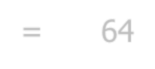 = 64